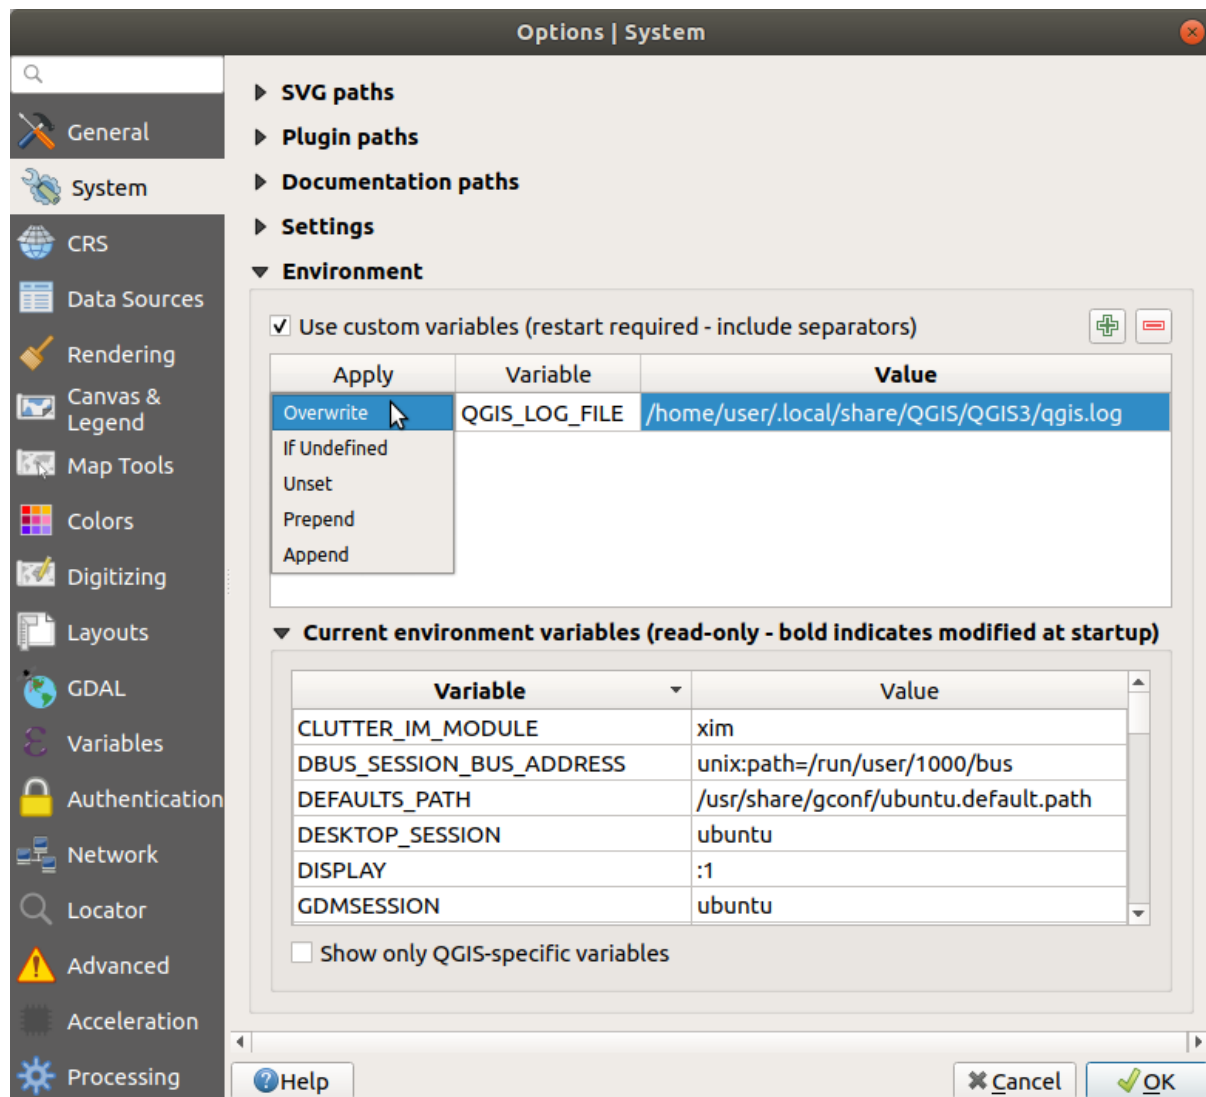 Options | System
General
System
CRS
Data Sources
Rendering
Canvas &
Legend
Map Tools
Colors
Digitizing
Layouts
GDAL
Variables
Authentication
Network
Locator
Advanced
Acceleration
Processing
SVG paths
Plugin paths
Documentation paths
Settings
Environment
Use custom variables (restart required - include separators)
Apply Variable Value
Overwrite QGIS_LOG_FILE /home/user/.local/share/QGIS/QGIS3/qgis.log
If Undefined
Unset
Prepend
Append
Current environment variables (read-only - bold indicates modified at startup)
Variable Value
CLUTTER_IM_MODULE xim
DBUS_SESSION_BUS_ADDRESS unix:path=/run/user/1000/bus
DEFAULTS_PATH /usr/share/gconf/ubuntu.default.path
DESKTOP_SESSION ubuntu
DISPLAY :1
GDMSESSION ubuntu
Show only QGIS-specific variables
Help Cancel OK